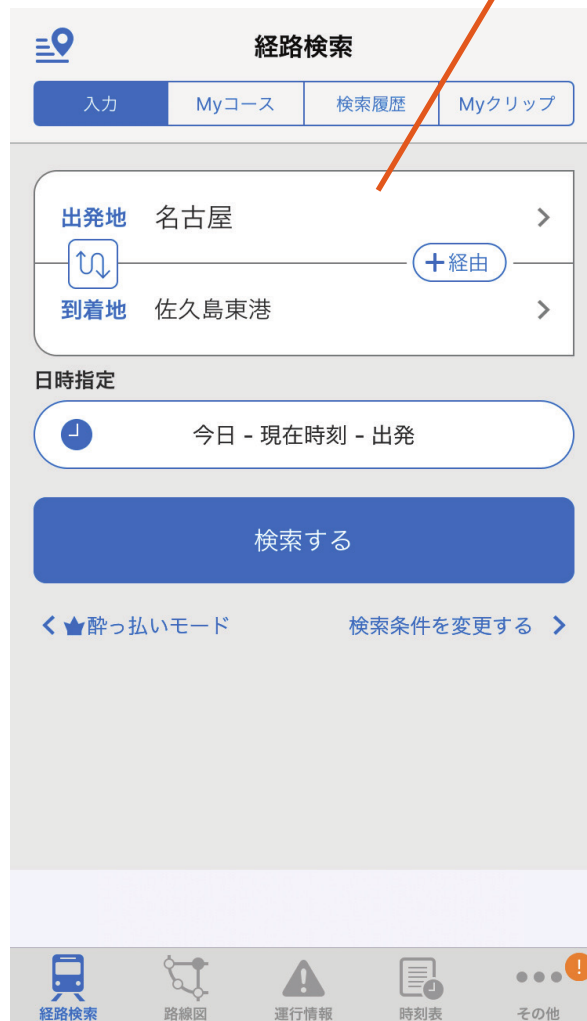 経路検索
入力 Myコース 検索履歴 Myクリップ
出発地 名古屋
+経由
到着地 佐久島東港
日時指定
今日 - 現在時刻 - 出発
検索する
酔っ払いモード 検索条件を変更する
経路検索 路線図 運行情報 時刻表 その他